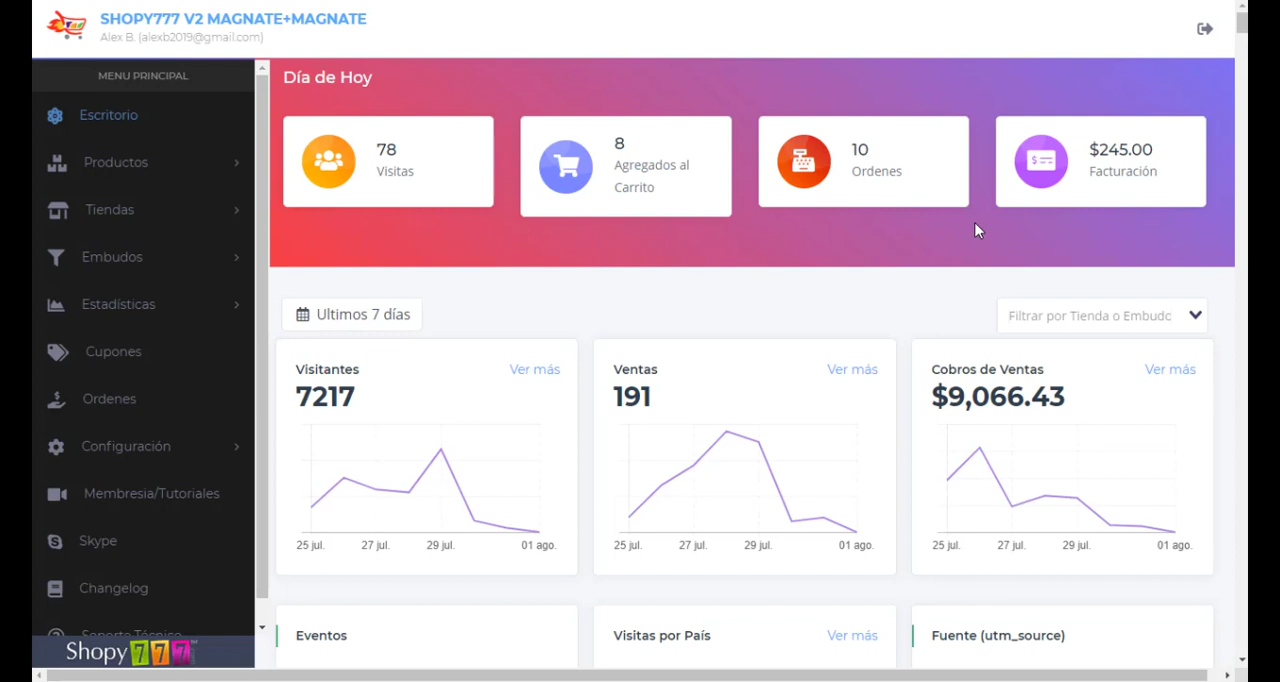 SHOPY777 V2 MAGNATE+MAGNATE
Alex B. (alexb2019@gmail.com)
MENU PRINCIPAL
Escritorio
Productos
Tiendas
Embudos
Estadísticas
Cupones
Ordenes
Configuración
Membresia/Tutoriales
Skype
Changelog
Soporte Técnico
Shopy777
Día de Hoy
78
Visitas
8
Agregados al
Carrito
10
Ordenes
$245.00
Facturación
Ultimos 7 días
Filtrar por Tienda o Embudo
Visitantes Ver más
7217
25 jul. 27 jul. 29 jul. 01 ago.
Ventas Ver más
191
25 jul. 27 jul. 29 jul. 01 ago.
Cobros de Ventas Ver más
$9,066.43
25 jul. 27 jul. 29 jul. 01 ago.
Eventos
Visitas por País Ver más
Fuente (utm_source)